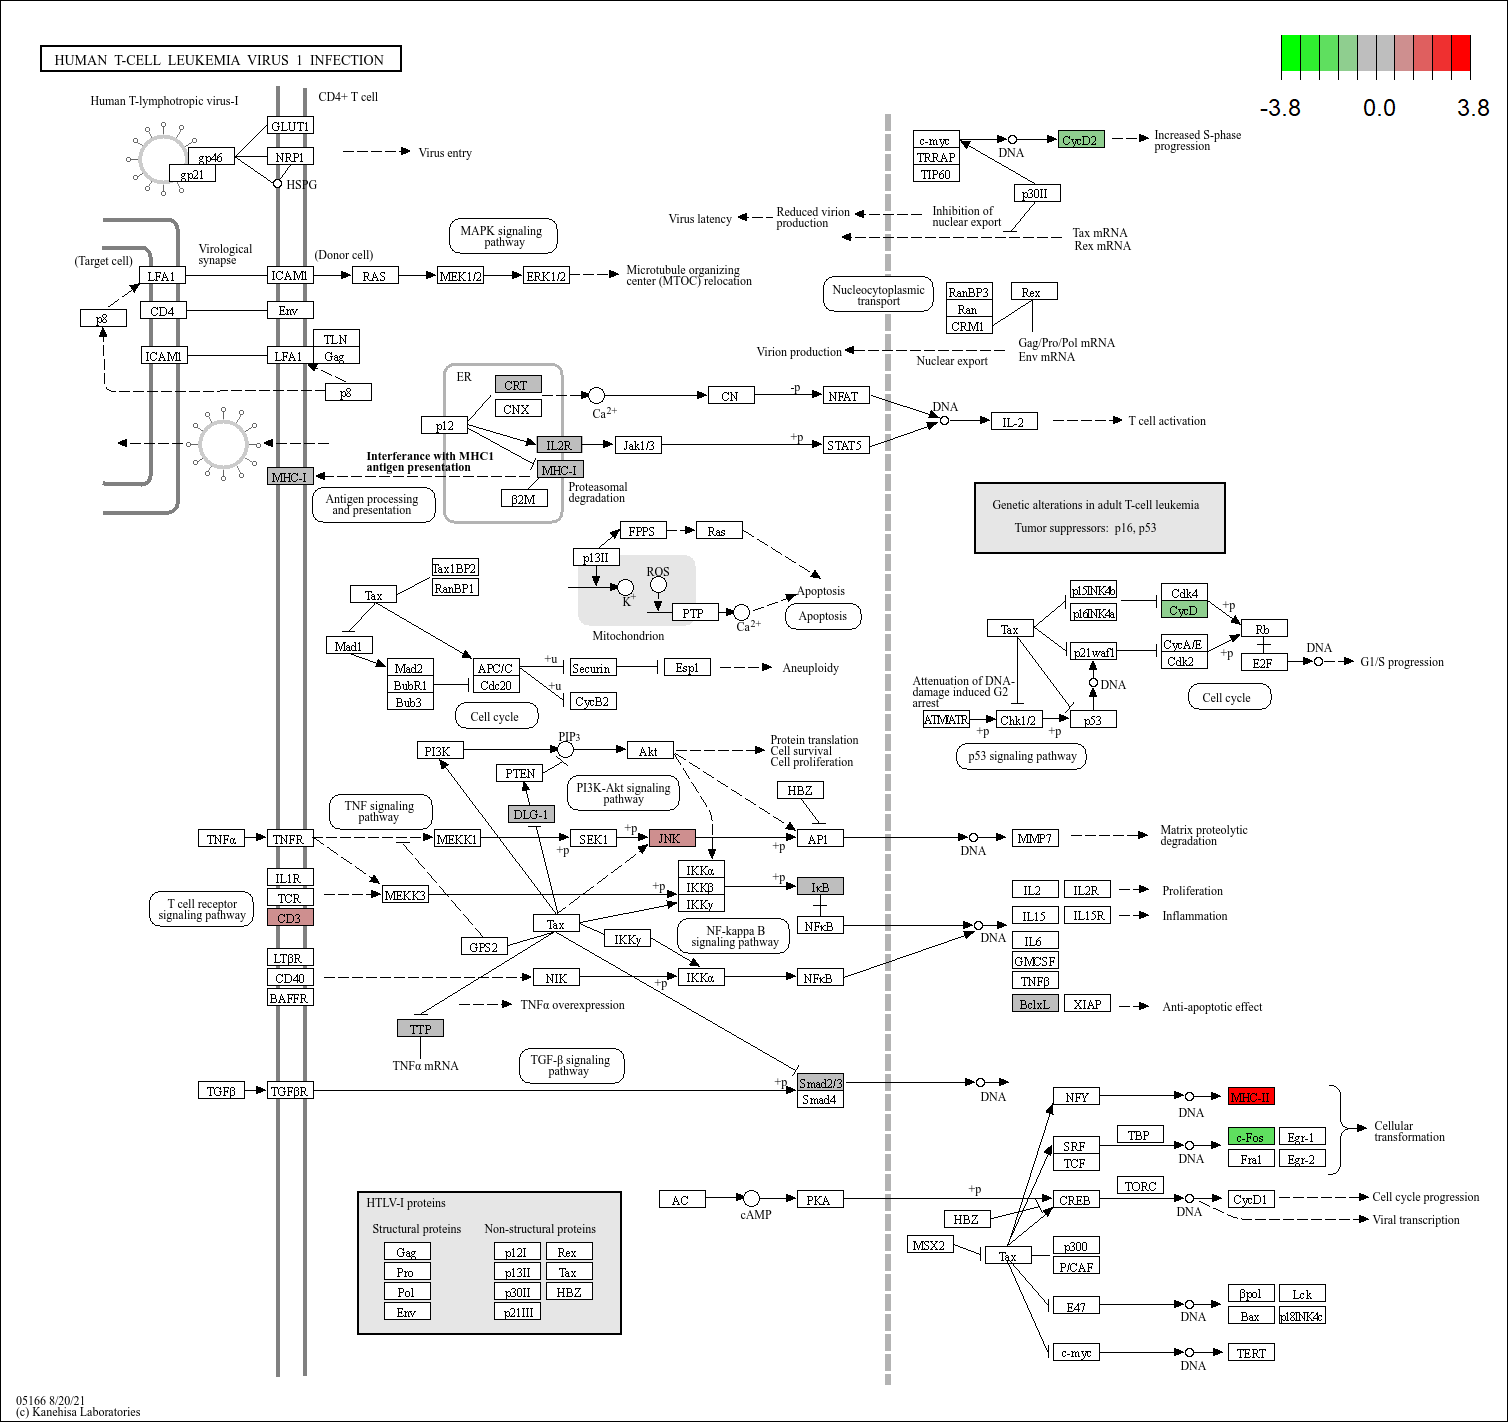 HUMAN T-CELL LEUKEMIA VIRUS 1 INFECTION
-3.8 0.0 3.8
Human T-lymphotropic virus-I
CD4+ T cell
GLUT1
gp46
NRP1
gp21
HSPG
Virus entry
c-myc
TRRAP
TIP60
DNA
CycD2
Increased S-phase
progression
p30II
Virus latency
Reduced virion
production
Inhibition of
nuclear export
Tax mRNA
Rex mRNA
MAPK signaling
pathway
(Target cell)
Virological
synapse
(Donor cell)
LFA1
ICAM1
RAS
MEK1/2
ERK1/2
Microtubule organizing
center (MTOC) relocation
p8
CD4
Env
TLN
ICAM1
LFA1
Gag
p8
Nucleocytoplasmic
transport
RanBP3
Ran
CRM1
Rex
Gag/Pro/Pol mRNA
Env mRNA
Virion production
Nuclear export
ER
CRT
CNX
Ca2+
CN
-p
NFAT
p12
IL2R
Jak1/3
+p
STAT5
DNA
IL-2
T cell activation
Interferance with MHC1
antigen presentation
MHC-I
MHC-I
β2M
Proteasomal
degradation
Antigen processing
and presentation
Genetic alterations in adult T-cell leukemia
Tumor suppressors: p16, p53
FPPS
Ras
p13II
ROS
K+
PTP
Ca2+
Mitochondrion
Apoptosis
Apoptosis
Tax1BP2
RanBP1
Tax
Mad1
Mad2
BubR1
Bub3
APC/C
Cdc20
+u
+u
Securin
CycB2
Esp1
Aneuploidy
Cell cycle
p15INK4b
p16INK4a
Cdk4
CycD
+p
Tax
p21waf1
CycA/E
Cdk2
+p
Rb
E2F
DNA
G1/S progression
DNA
Attenuation of DNA-
damage induced G2
arrest
ATM/ATR
+p
Chk1/2
+p
p53
Cell cycle
p53 signaling pathway
PI3K
PIP3
Akt
Protein translation
Cell survival
Cell proliferation
PTEN
PI3K-Akt signaling
pathway
DLG-1
HBZ
TNF signaling
pathway
TNFα
TNFR
MEKK1
+p
SEK1
+p
JNK
+p
AP1
DNA
MMP7
Matrix proteolytic
degradation
IL1R
TCR
CD3
T cell receptor
signaling pathway
MEKK3
+p
IKKα
IKKβ
IKKγ
+p
IκB
NFκB
Tax
GPS2
IKKγ
NF-kappa B
signaling pathway
DNA
IL2
IL2R
Proliferation
IL15
IL15R
Inflammation
IL6
GMCSF
TNFβ
BclxL
XIAP
Anti-apoptotic effect
LTβR
CD40
BAFFR
NIK
+p
IKKα
NFκB
TNFα overexpression
TTP
TNFα mRNA
TGF-β signaling
pathway
TGFβ
TGFβR
+p
Smad2/3
Smad4
DNA
NFY
DNA
MHC-II
SRF
TCF
TBP
DNA
c-Fos
Egr-1
Fra1
Egr-2
Cellular
transformation
AC
cAMP
PKA
+p
CREB
TORC
DNA
CycD1
Cell cycle progression
Viral transcription
HBZ
MSX2
Tax
p300
P/CAF
E47
DNA
βpol
Lck
Bax
p18INK4c
c-myc
DNA
TERT
HTLV-I proteins
Structural proteins
Non-structural proteins
Gag
p12I
Rex
Pro
p13II
Tax
Pol
p30II
HBZ
Env
p21III
05166 8/20/21
(c) Kanehisa Laboratories